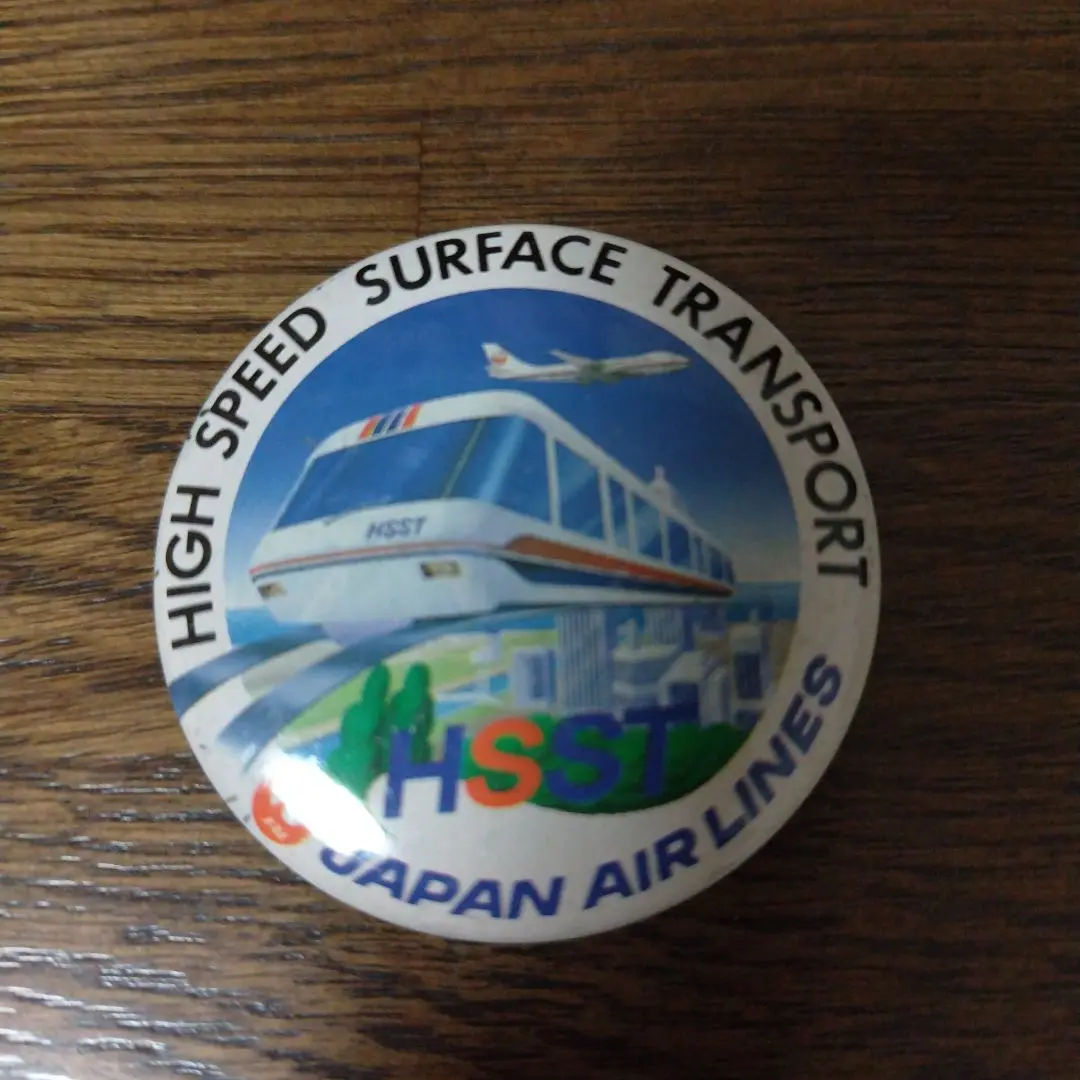 HIGH SPEED SURFACE TRANSPORT
HSST
HSST
JAPAN AIR LINES